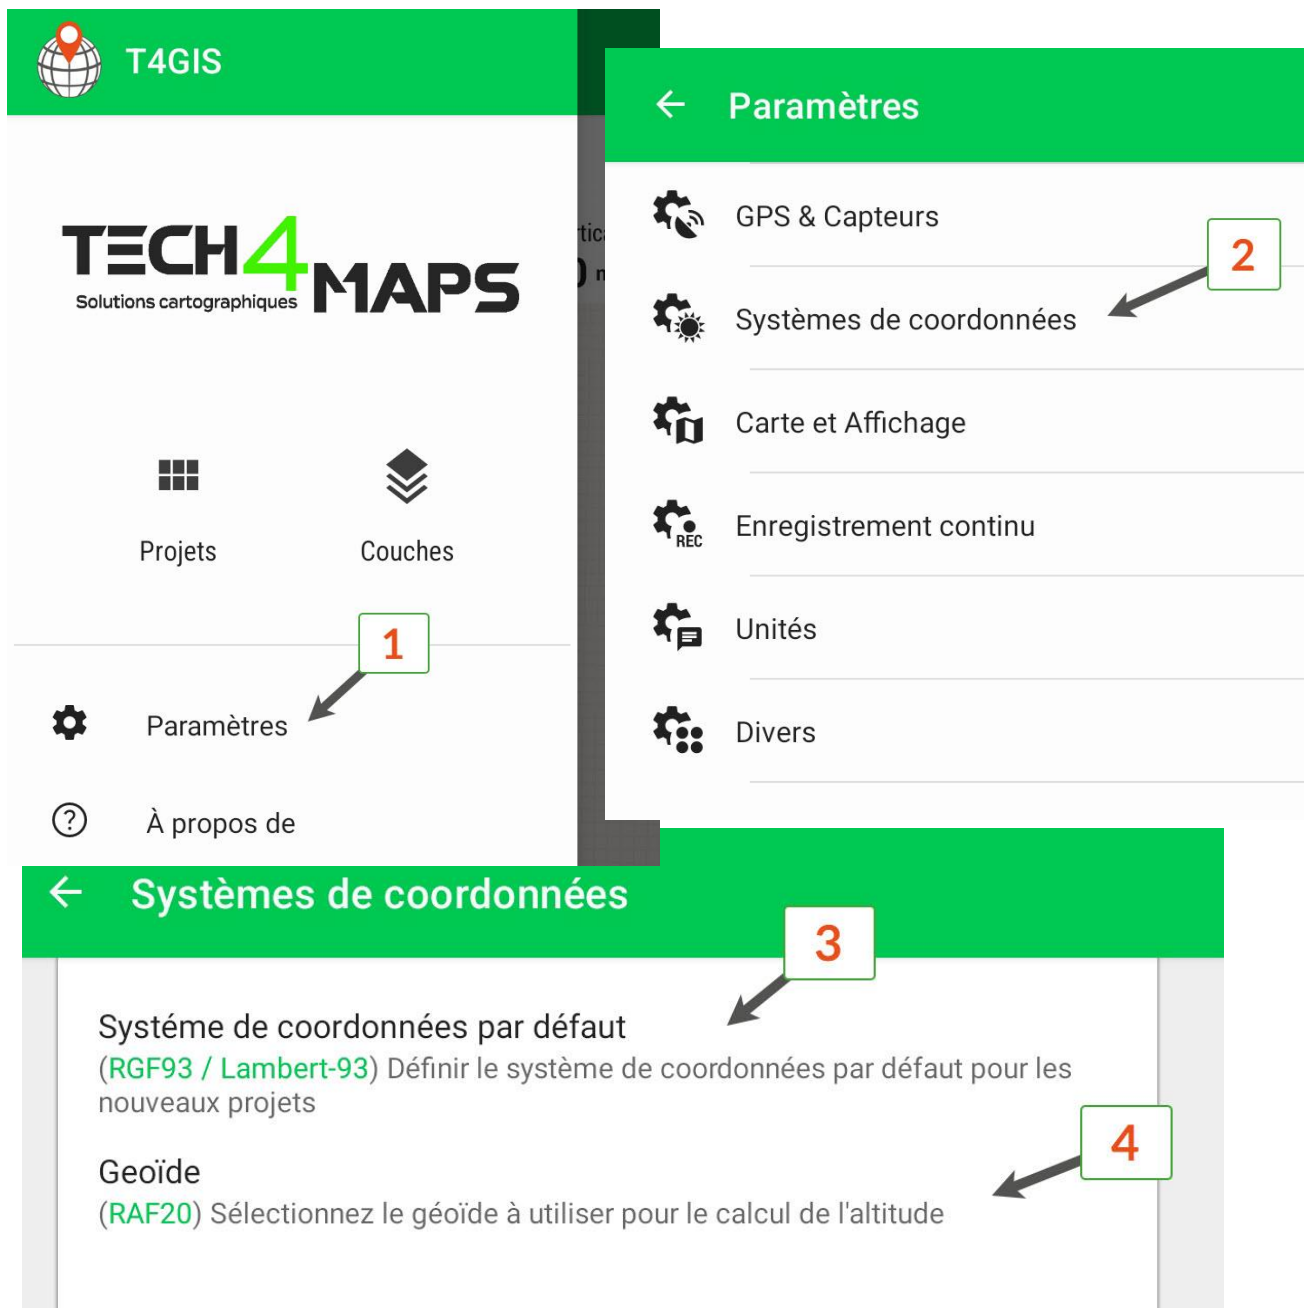 T4GIS
TECH4MAPS
Solutions cartographiques
Projets
Couches
1
Paramètres
À propos de
Paramètres
GPS & Capteurs
2
Systèmes de coordonnées
Carte et Affichage
REC
Enregistrement continu
Unités
Divers
Systèmes de coordonnées
3
Systéme de coordonnées par défaut
(RGF93 / Lambert-93) Définir le système de coordonnées par défaut pour les
nouveaux projets
4
Geoïde
(RAF20) Sélectionnez le géoïde à utiliser pour le calcul de l'altitude